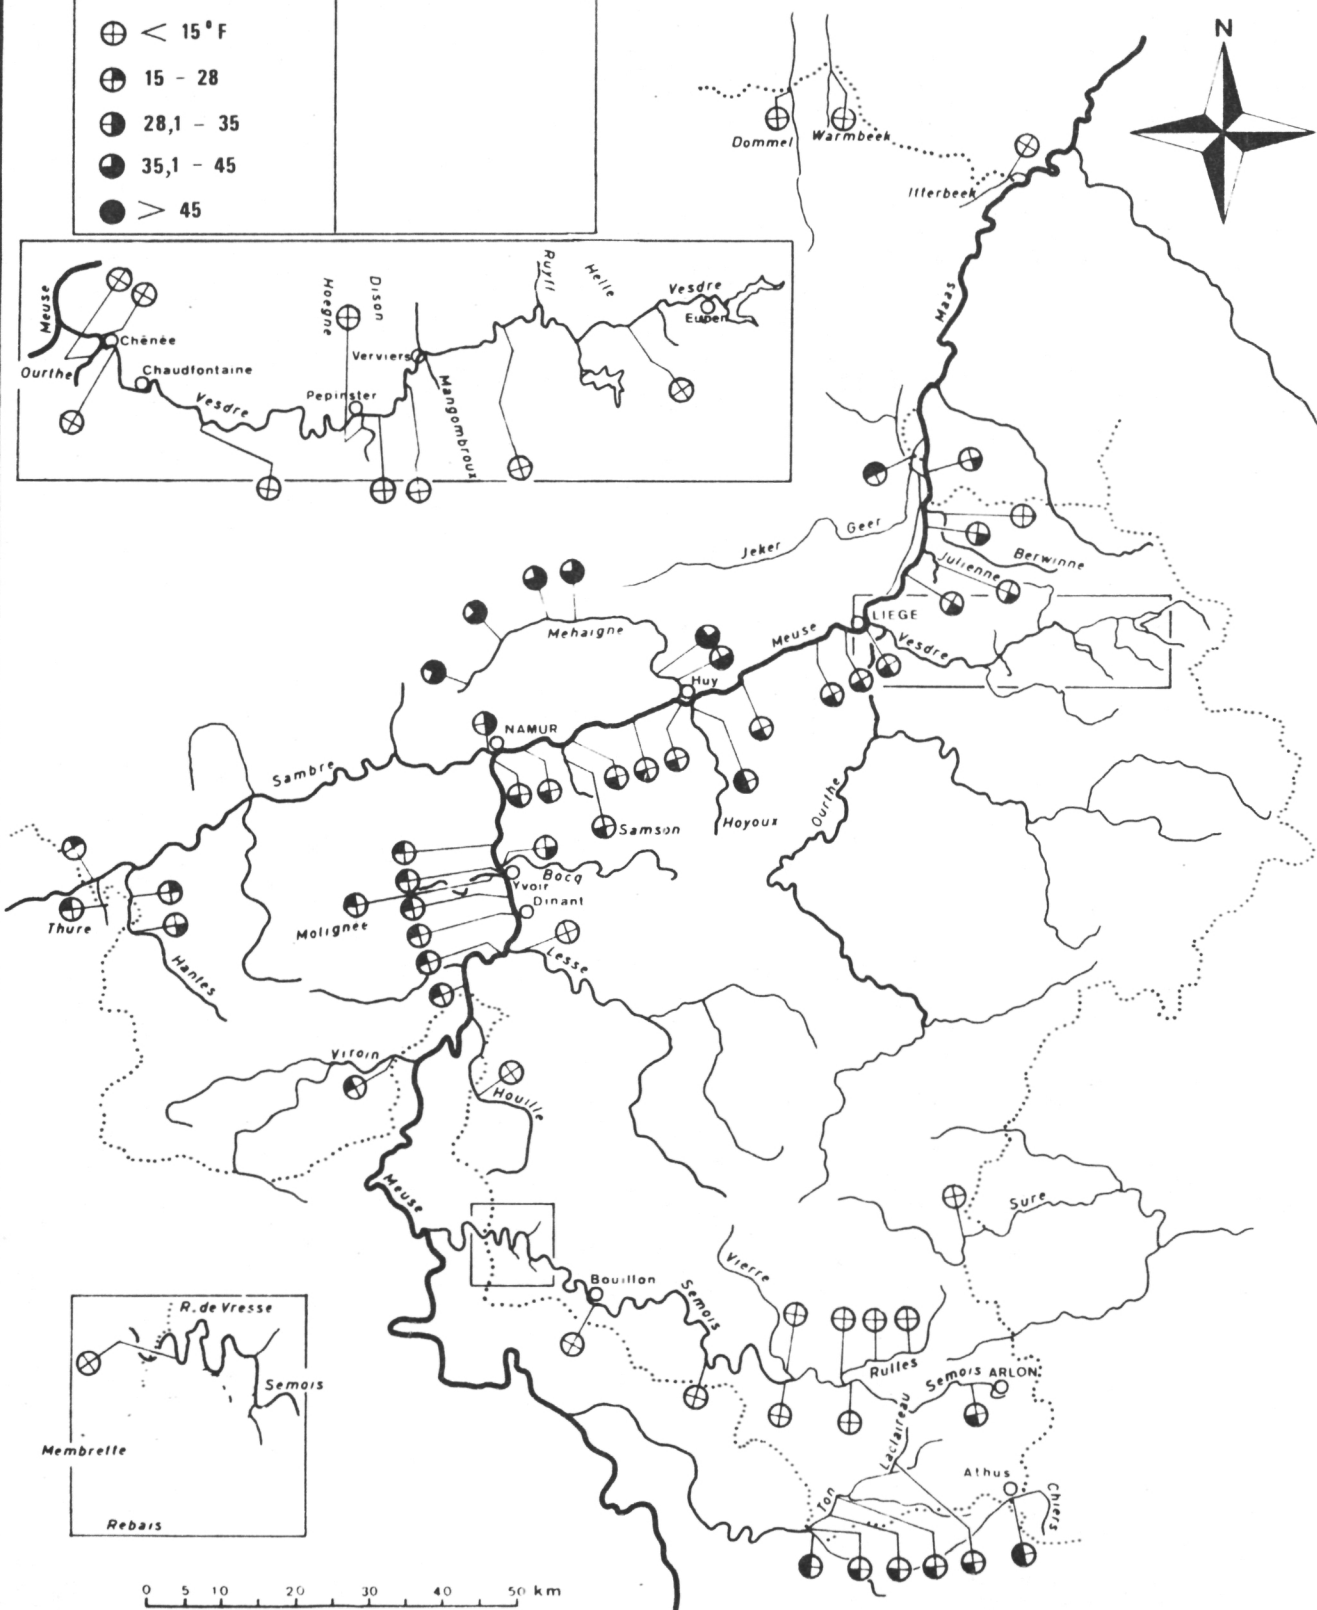 < 15°F
15 - 28
28,1 - 35
35,1 - 45
> 45
N
Dommel
Warmbeek
Itterbeek
Maas
Meuse
Ourthe
Chênée
Chaudfontaine
Vesdre
Hoegne
Dison
Pepinster
Verviers
Mangombroux
Ruyff
Helle
Vesdre
Eupen
Jeker
Geer
Berwinne
Julienne
LIEGE
Vesdre
Meuse
Mehaigne
Huy
NAMUR
Sambre
Samson
Hoyoux
Ourthe
Bocq
Yvoir
Dinant
Molignée
Thure
Hantes
Lesse
Viroin
Houille
Meuse
Sure
Bouillon
Semois
Vierre
Rulles
Semois ARLON
Laclaireau
Athus
Ton
Chiers
R. de Vresse
Semois
Membrette
Rebais
0 5 10 20 30 40 50 km